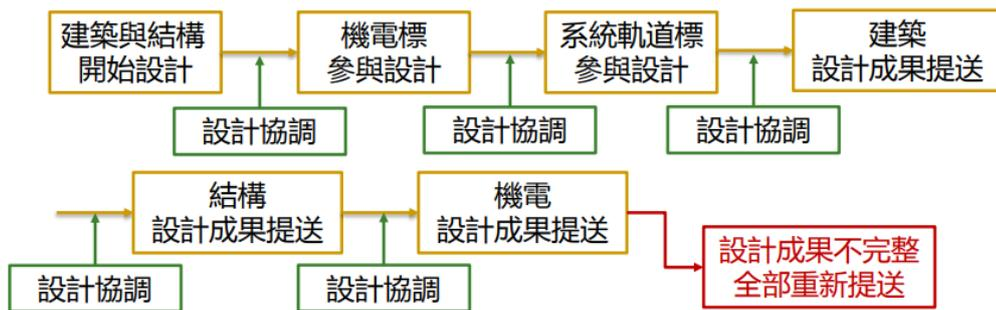 建築與結構
開始設計
機電標
參與設計
系統軌道標
參與設計
建築
設計成果提送
設計協調
設計協調
設計協調
結構
設計成果提送
機電
設計成果提送
設計成果不完整
全部重新提送
設計協調
設計協調